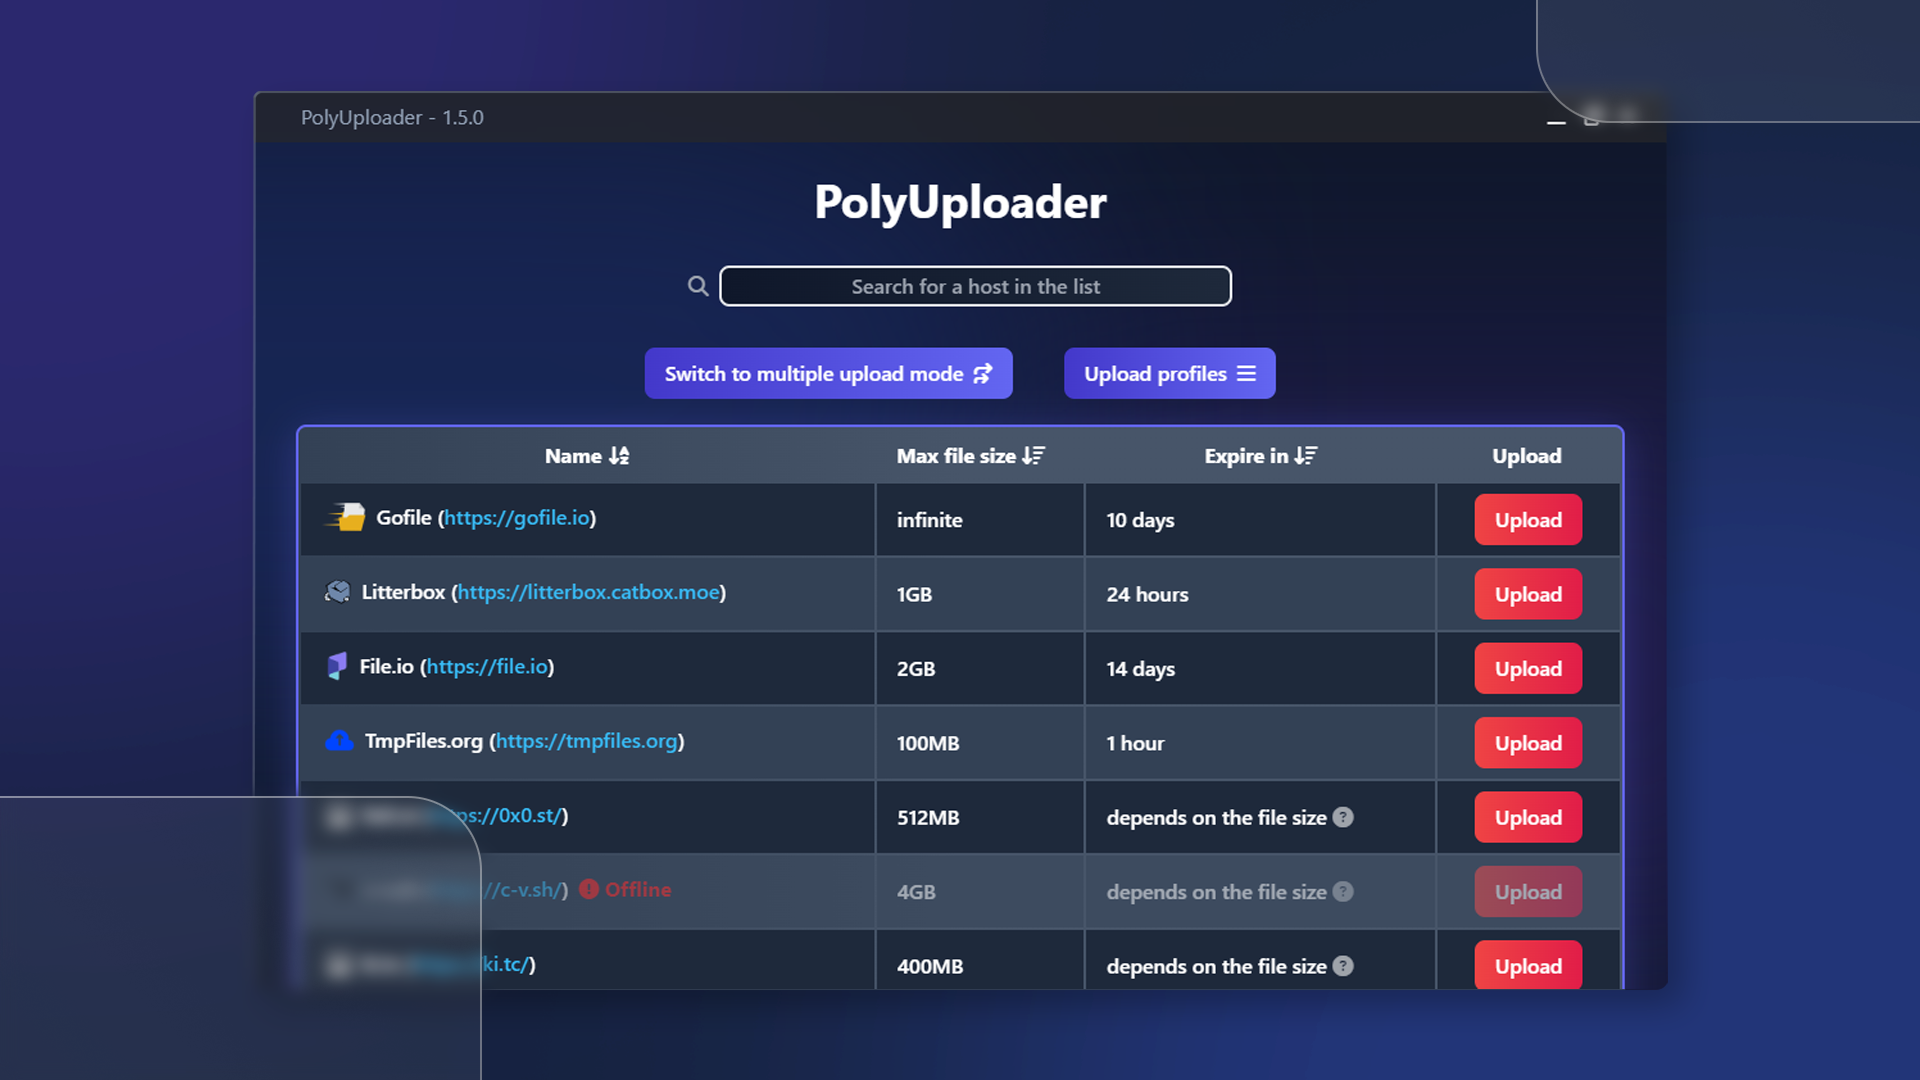 PolyUploader - 1.5.0
PolyUploader
Search for a host in the list
Switch to multiple upload mode Upload profiles
Name Max file size Expire in Upload
Gofile (https://gofile.io) infinite 10 days Upload
Litterbox (https://litterbox.catbox.moe) 1GB 24 hours Upload
File.io (https://file.io) 2GB 14 days Upload
TmpFiles.org (https://tmpfiles.org) 100MB 1 hour Upload
ps://0x0.st/) 512MB depends on the file size ? Upload
//c-v.sh/) Offline 4GB depends on the file size ? Upload
ki.tc/) 400MB depends on the file size ? Upload